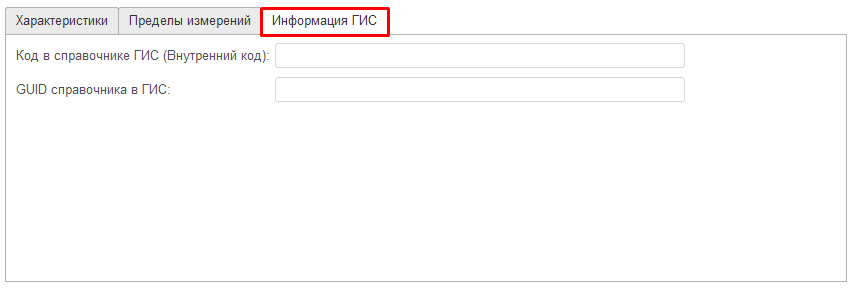 Характеристики Пределы измерений Информация ГИС
Код в справочнике ГИС (Внутренний код):
GUID справочника в ГИС: